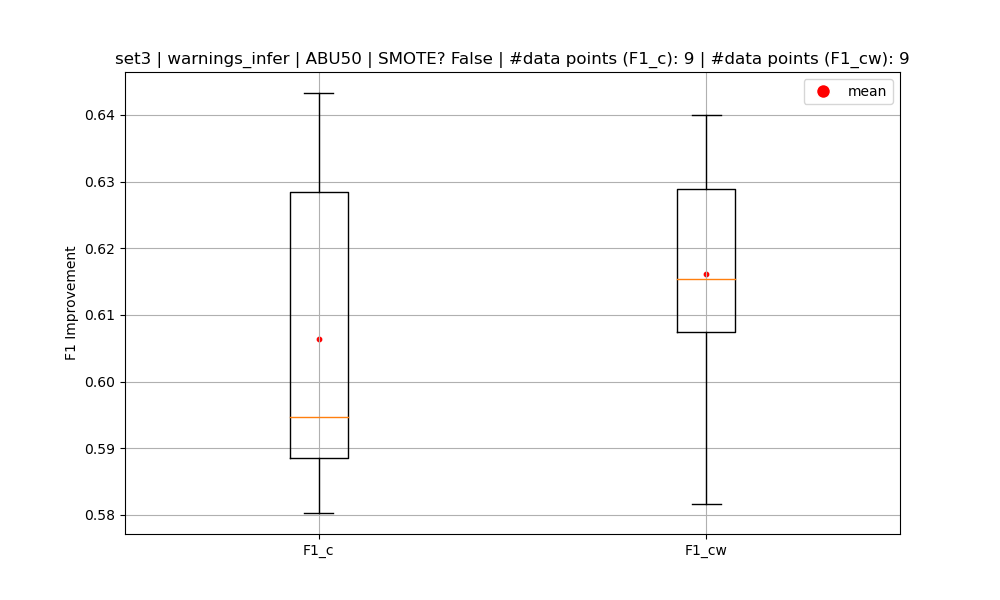 set3 | warnings_infer | ABU50 | SMOTE? False | #data points (F1_c): 9 | #data points (F1_cw): 9
mean
0.64
0.63
0.62
0.61
0.60
0.59
0.58
F1 Improvement
F1_c
F1_cw